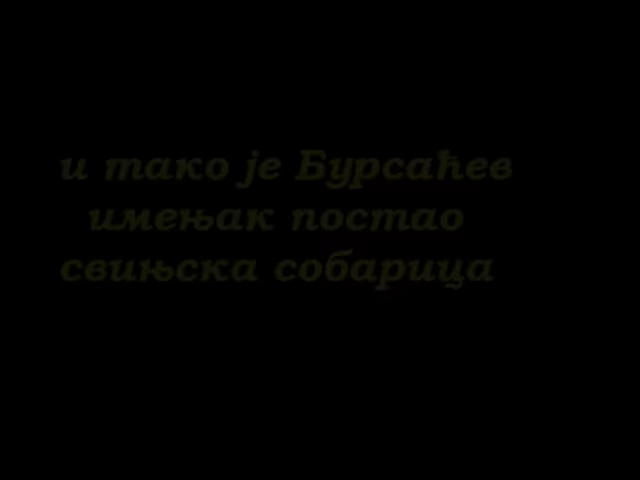 и тако је Бурсаћев
имењак постао
свињска собарица